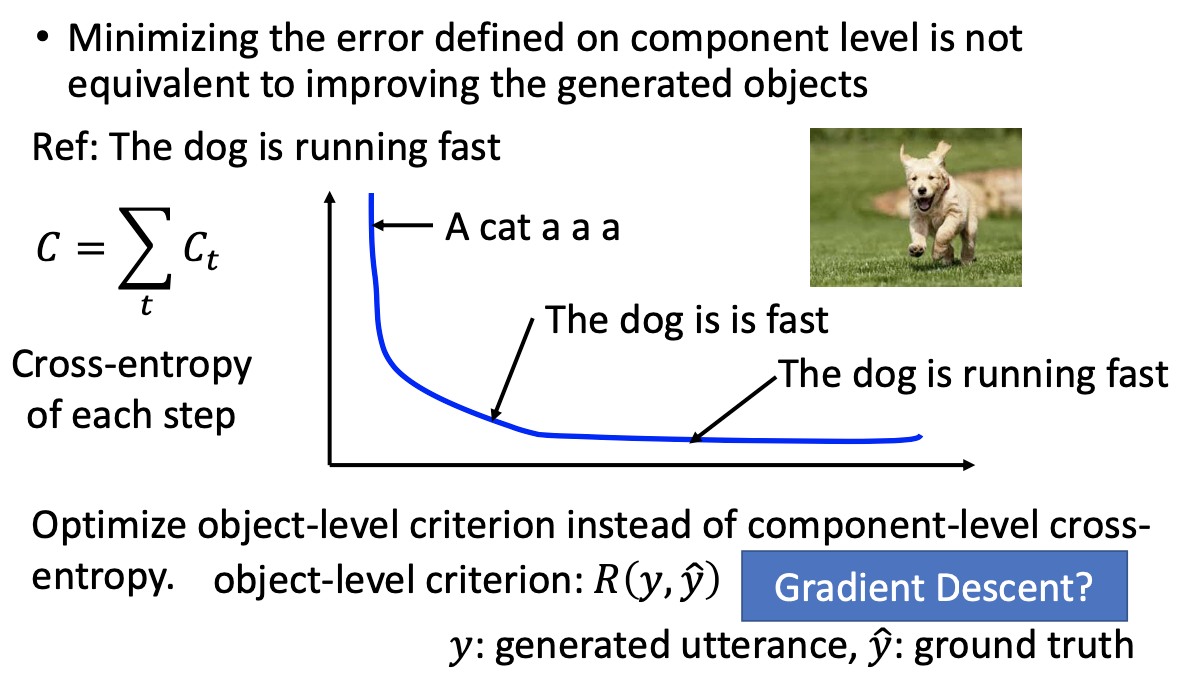 • Minimizing the error defined on component level is not
equivalent to improving the generated objects
Ref: The dog is running fast
C = ∑ C_t
t
A cat a a a
The dog is is fast
Cross-entropy
of each step
The dog is running fast
Optimize object-level criterion instead of component-level cross-
entropy. object-level criterion: R(y, ŷ)
Gradient Descent?
y: generated utterance, ŷ: ground truth